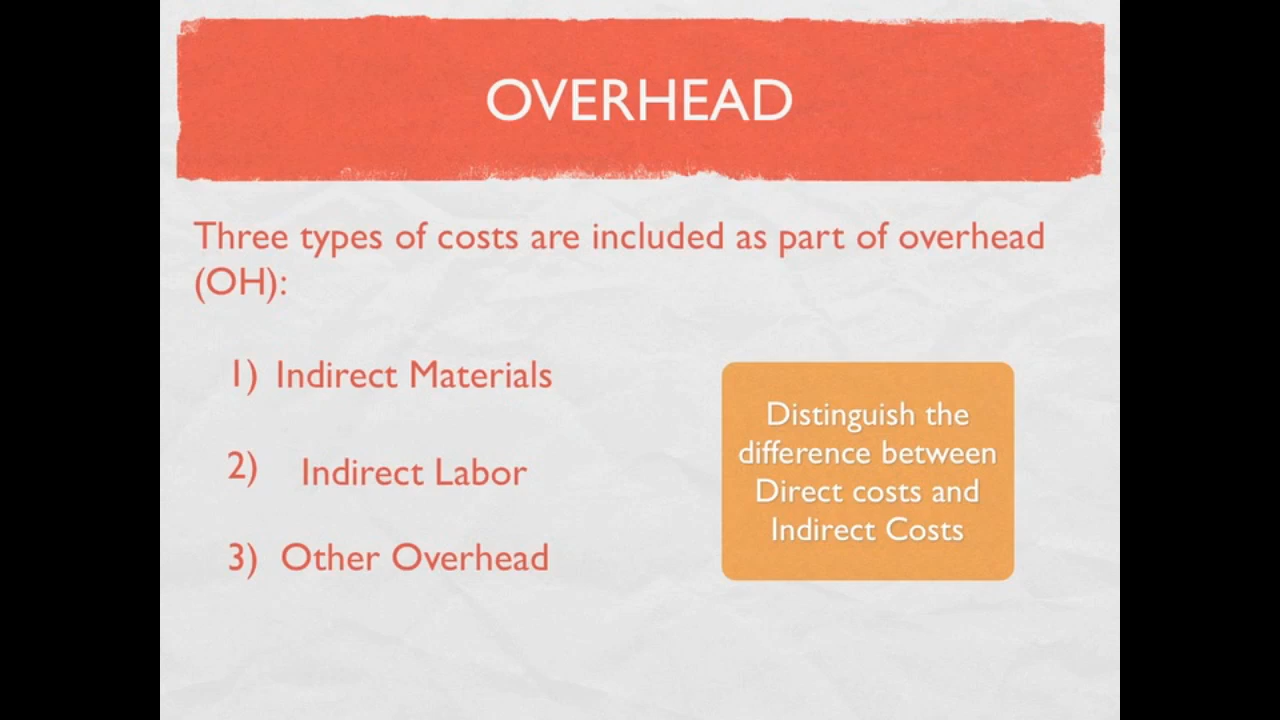 OVERHEAD
Three types of costs are included as part of overhead
(OH):
1) Indirect Materials
2) Indirect Labor
3) Other Overhead
Distinguish the
difference between
Direct costs and
Indirect Costs